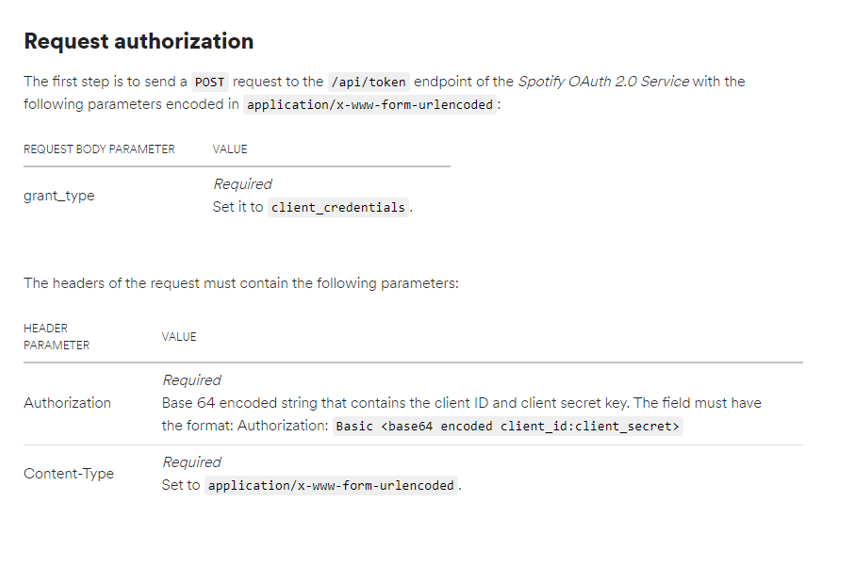 Request authorization
The first step is to send a POST request to the /api/token endpoint of the Spotify OAuth 2.0 Service with the
following parameters encoded in application/x-www-form-urlencoded:
REQUEST BODY PARAMETER VALUE
grant_type
Required
Set it to client_credentials.
The headers of the request must contain the following parameters:
HEADER
PARAMETER
VALUE
Authorization
Required
Base 64 encoded string that contains the client ID and client secret key. The field must have
the format: Authorization: Basic <base64 encoded client_id:client_secret>
Content-Type
Required
Set to application/x-www-form-urlencoded.